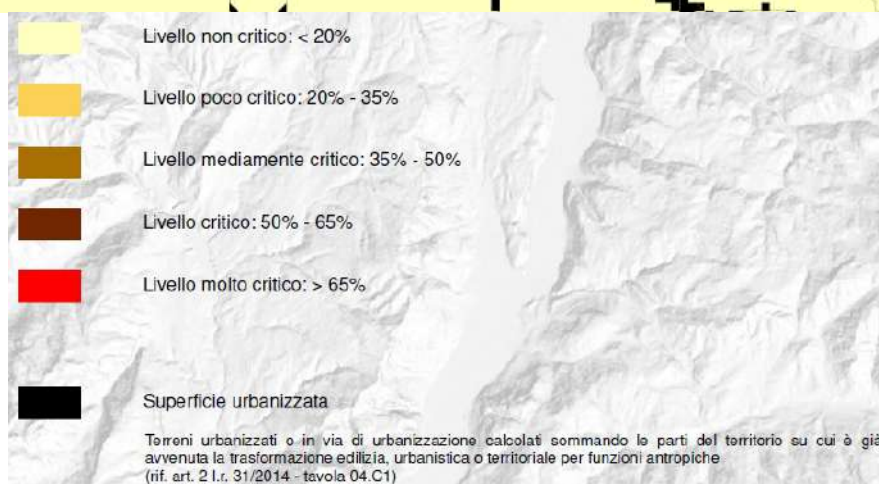 Livello non critico: < 20%
Livello poco critico: 20% - 35%
Livello mediamente critico: 35% - 50%
Livello critico: 50% - 65%
Livello molto critico: > 65%
Superficie urbanizzata
Terreni urbanizzati o in via di urbanizzazione calcolati sommando le parti del territorio su cui è già
avvenuta la trasformazione edilizia, urbanistica o territoriale per funzioni antropiche
(rif. art. 2 l.r. 31/2014 - tavola 04.C1)